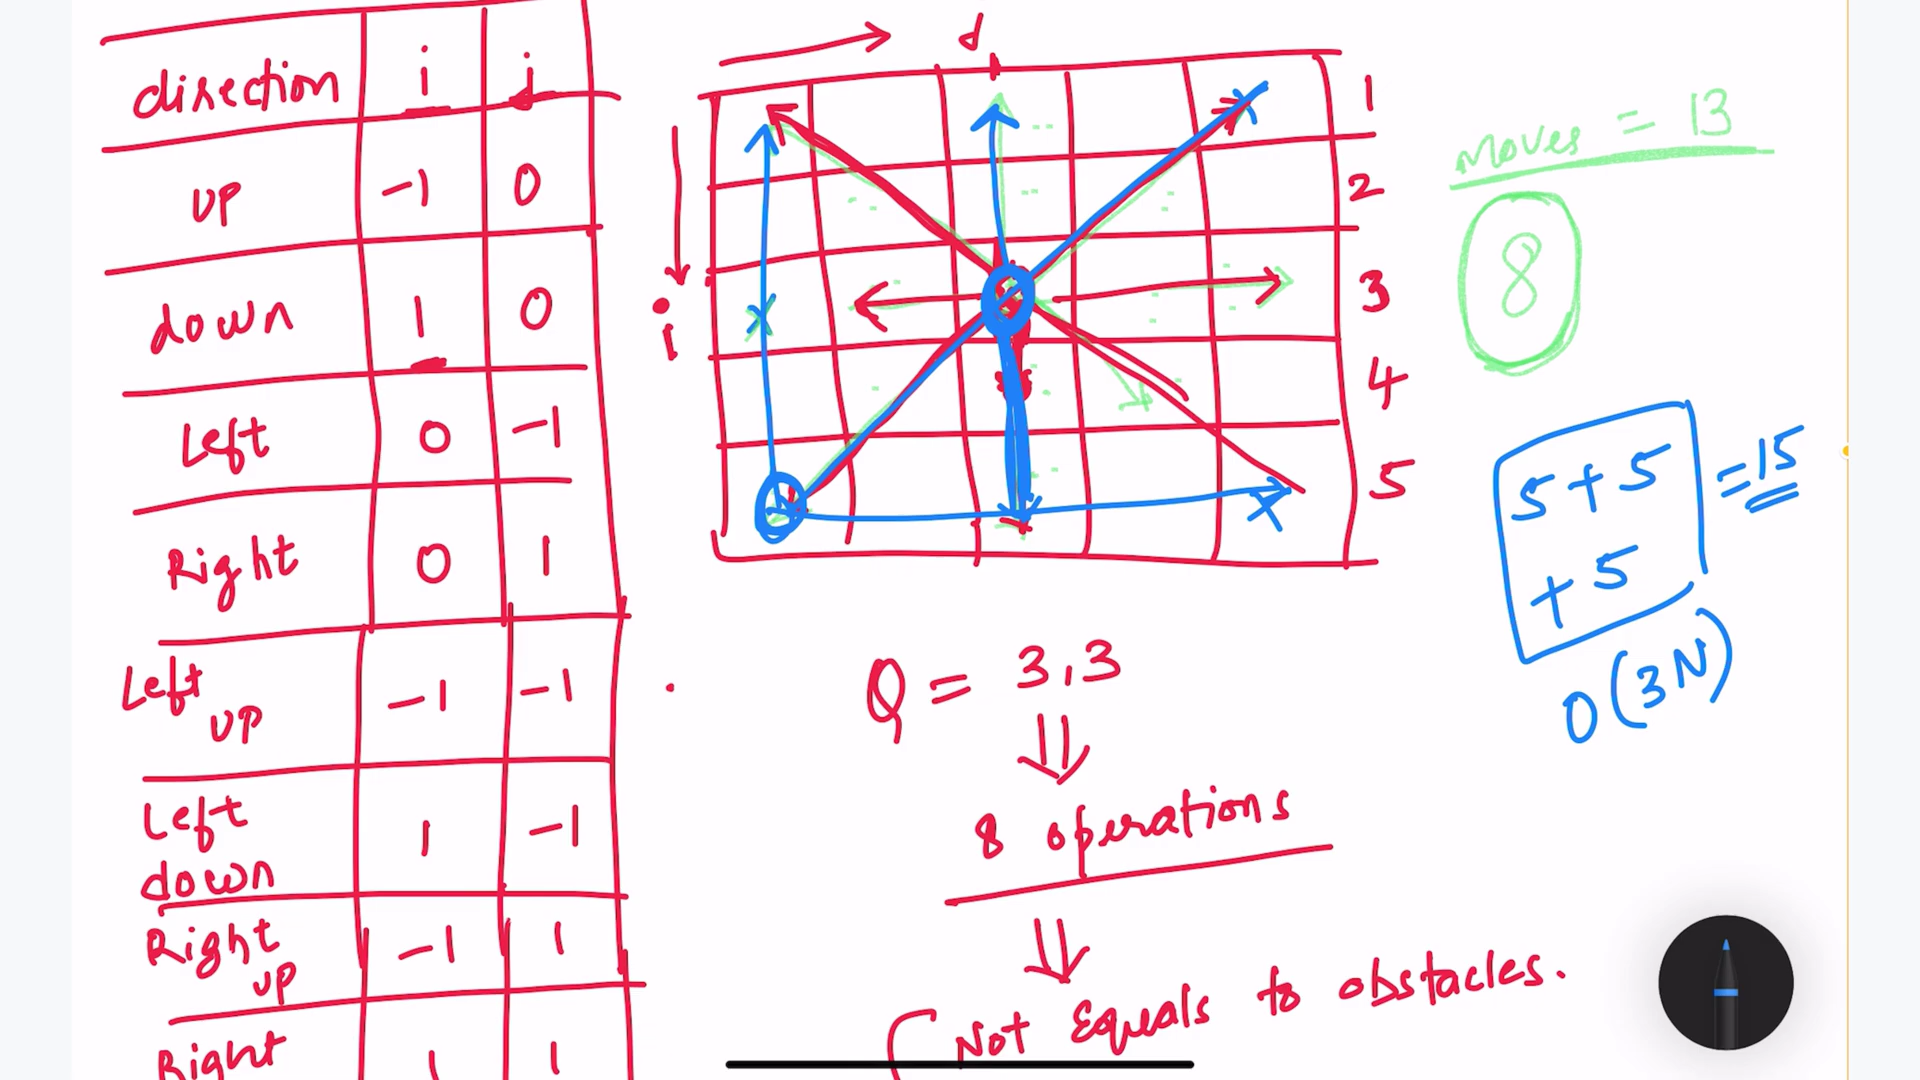 direction i j
UP -1 0
down 1 0
Left 0 -1
Right 0 1
Left UP -1 -1
Left down 1 -1
Right UP -1 1
Right 1 1
j
i
1
2
3
4
5
Q = 3,3
8 operations
Not Equals to obstacles.
moves = 13
8
5 + 5
+ 5
= 15
O(3N)